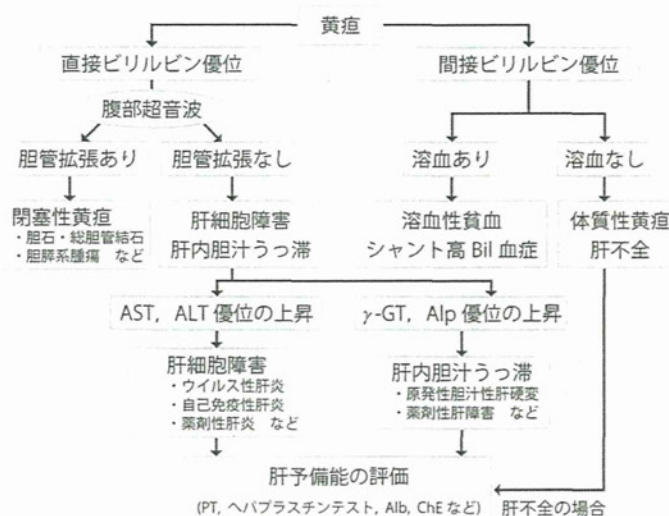 黄疸
直接ビリルビン優位
間接ビリルビン優位
腹部超音波
胆管拡張あり
胆管拡張なし
溶血あり
溶血なし
閉塞性黄疸
・胆石・総胆管結石
・胆膵系腫瘍 など
肝細胞障害
肝内胆汁うっ滞
溶血性貧血
シャント高 Bil 血症
体質性黄疸
肝不全
AST, ALT 優位の上昇
γ-GT, Alp 優位の上昇
肝細胞障害
・ウイルス性肝炎
・自己免疫性肝炎
・薬剤性肝炎 など
肝内胆汁うっ滞
・原発性胆汁性肝硬変
・薬剤性肝障害 など
肝予備能の評価
(PT, ヘパプラスチンテスト, Alb, ChE など)
肝不全の場合